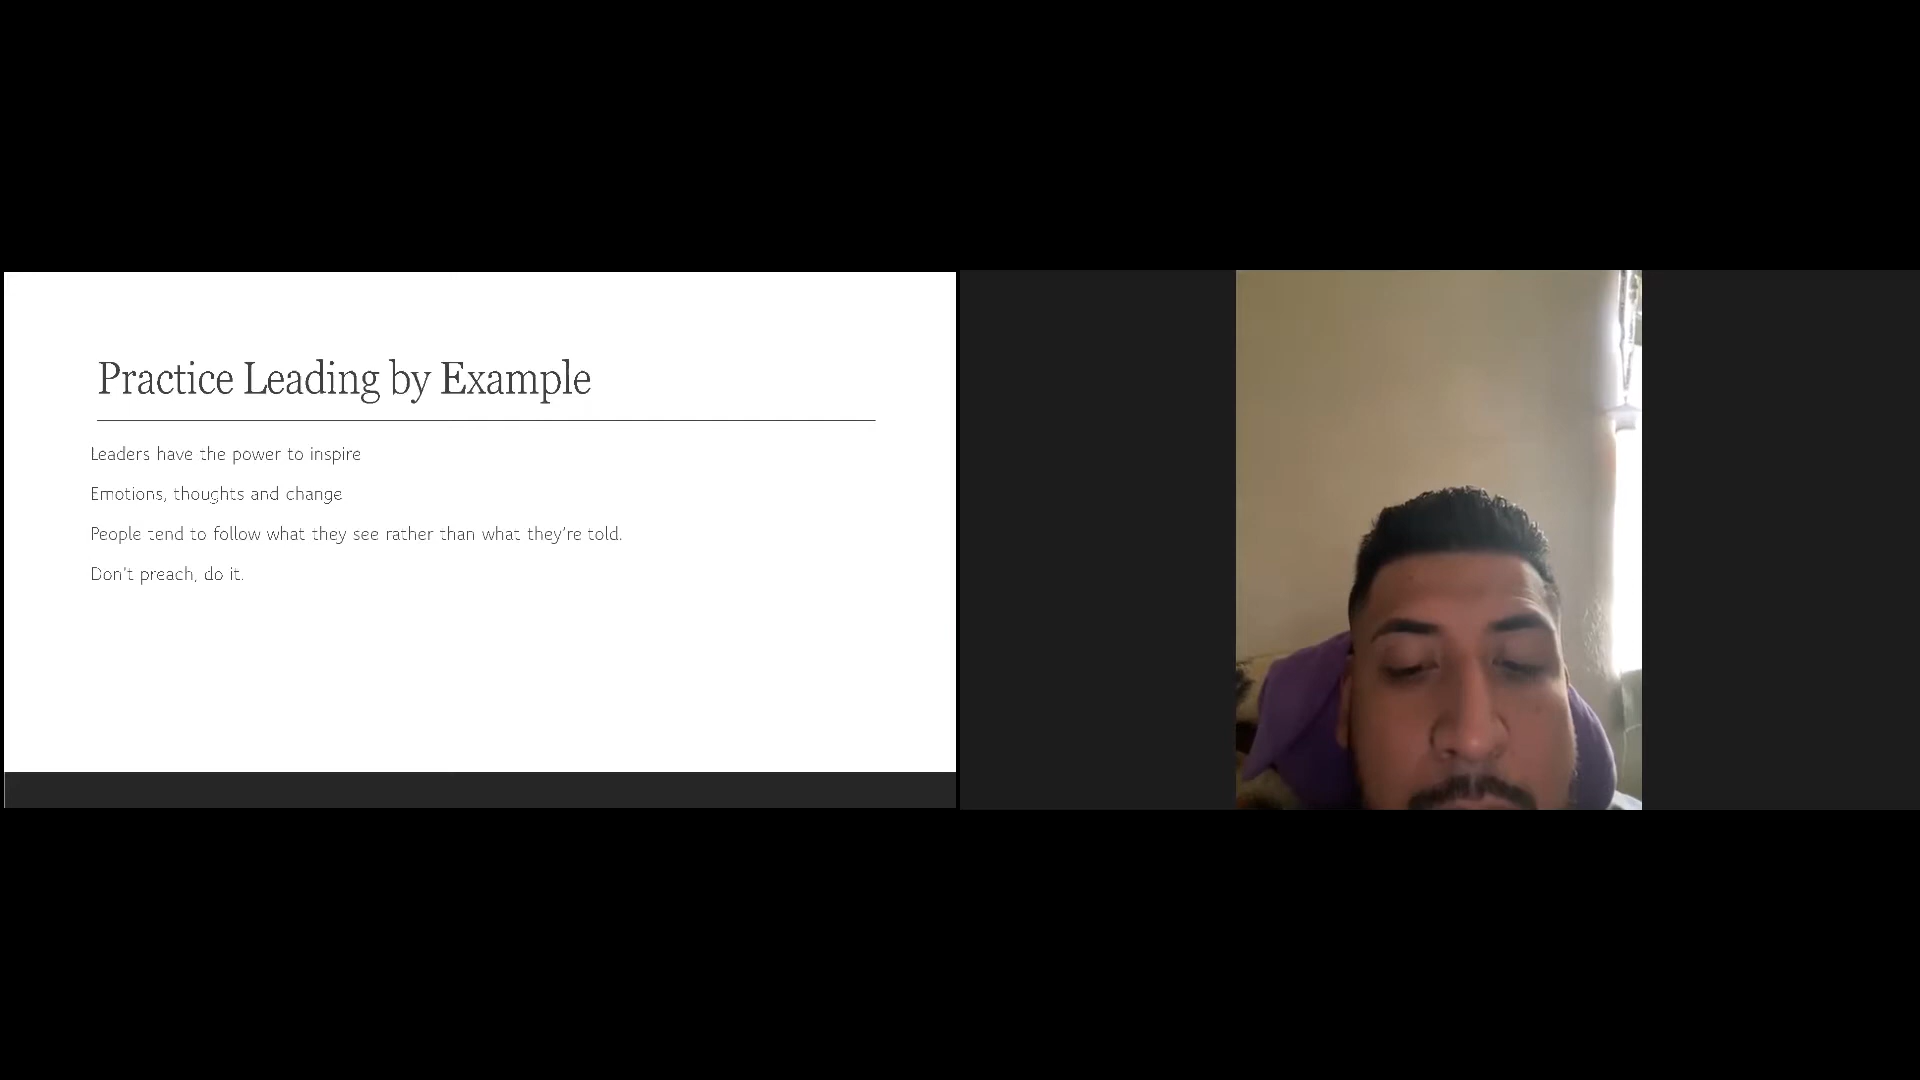 Practice Leading by Example
Leaders have the power to inspire
Emotions, thoughts and change
People tend to follow what they see rather than what they're told.
Don't preach, do it.